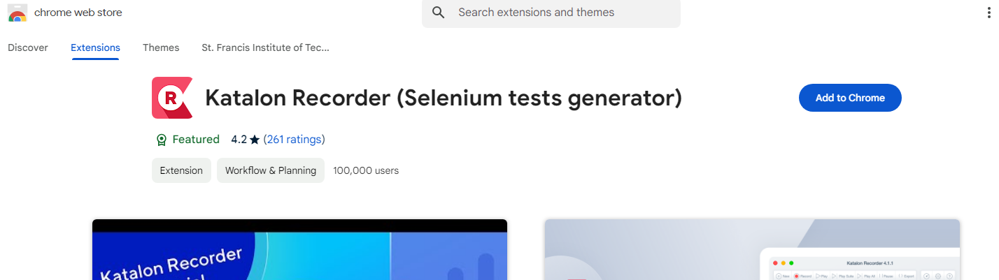 chrome web store
Search extensions and themes
Discover Extensions Themes St. Francis Institute of Tec...
R Katalon Recorder (Selenium tests generator) Add to Chrome
Featured 4.2★ (261 ratings)
Extension Workflow & Planning 100,000 users
Katalon Recorder
Katalon Recorder 4.1.1
New Record Play Play Suite Play All Pause Export